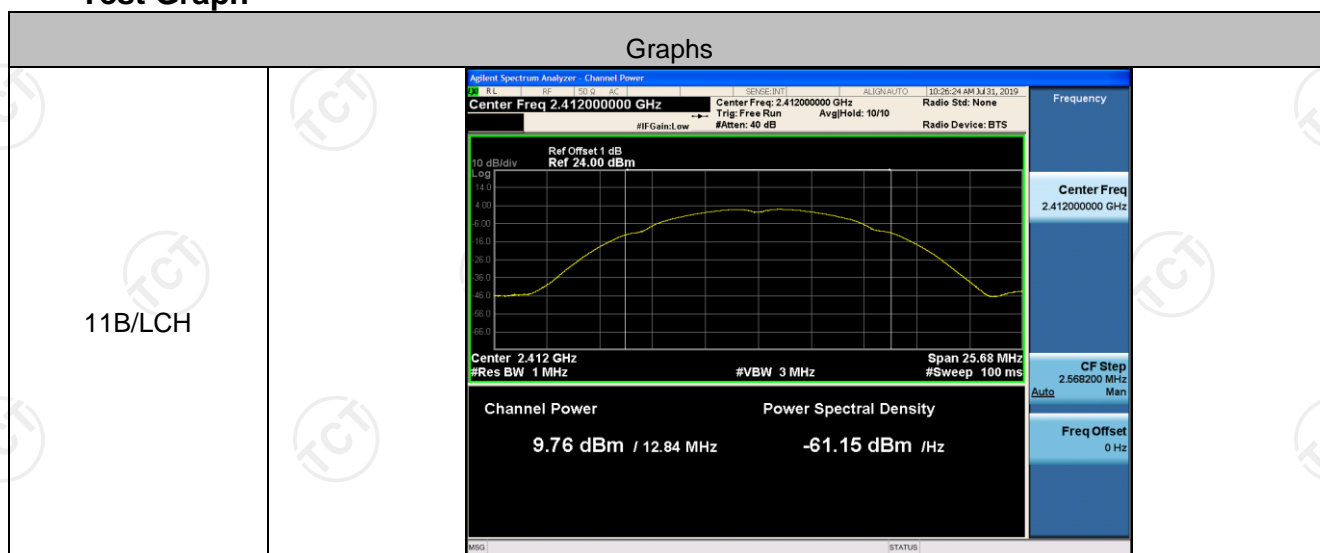 Test Graph
Graphs
11B/LCH
Agilent Spectrum Analyzer - Channel Power
RL RF 50 Ω AC SENSE:INT ALIGNAUTO 10:26:24 AM Jul 31, 2019
Center Freq 2.412000000 GHz
Center Freq: 2.412000000 GHz
Radio Std: None
Trig: Free Run Avg|Hold: 10/10
#IFGain:Low
#Atten: 40 dB
Radio Device: BTS
Ref Offset 1 dB
10 dB/div Ref 24.00 dBm
Log
14.0
4.00
-6.00
-16.0
-26.0
-36.0
-46.0
-56.0
-66.0
Center 2.412 GHz Span 25.68 MHz
#Res BW 1 MHz #VBW 3 MHz #Sweep 100 ms
Channel Power Power Spectral Density
9.76 dBm / 12.84 MHz -61.15 dBm /Hz
MSG STATUS
Frequency
Center Freq
2.412000000 GHz
CF Step
2.568200 MHz
Auto Man
Freq Offset
0 Hz
TCT
TCT
TCT
TCT
TCT
TCT